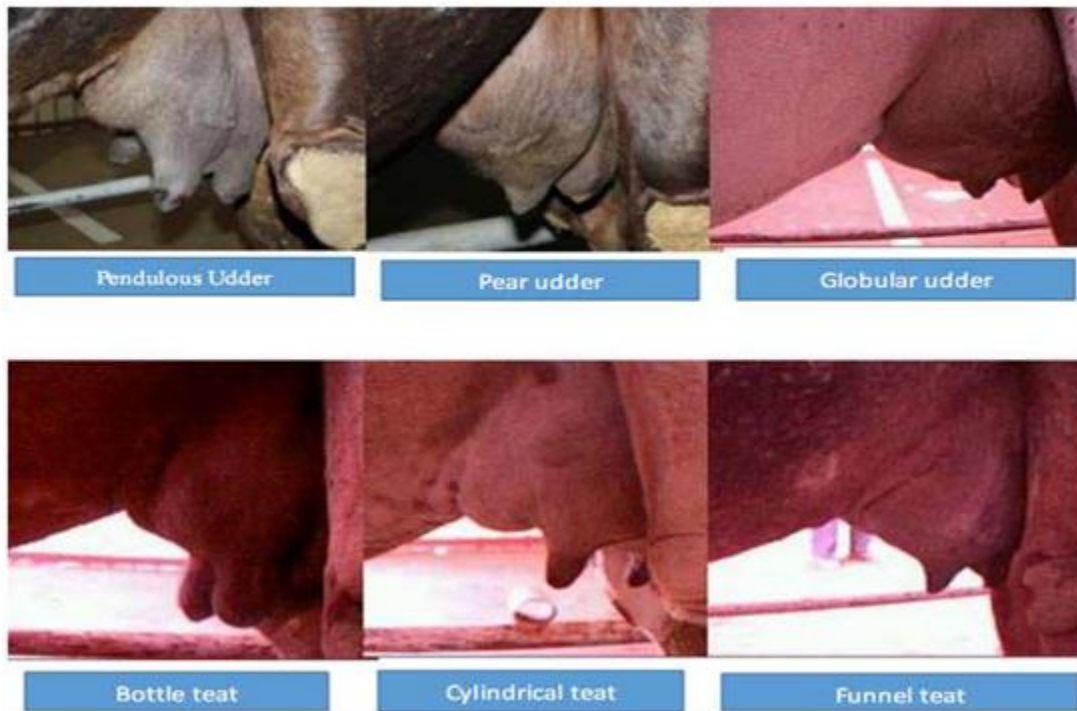 Pendulous Udder
Pear udder
Globular udder
Bottle teat
Cylindrical teat
Funnel teat